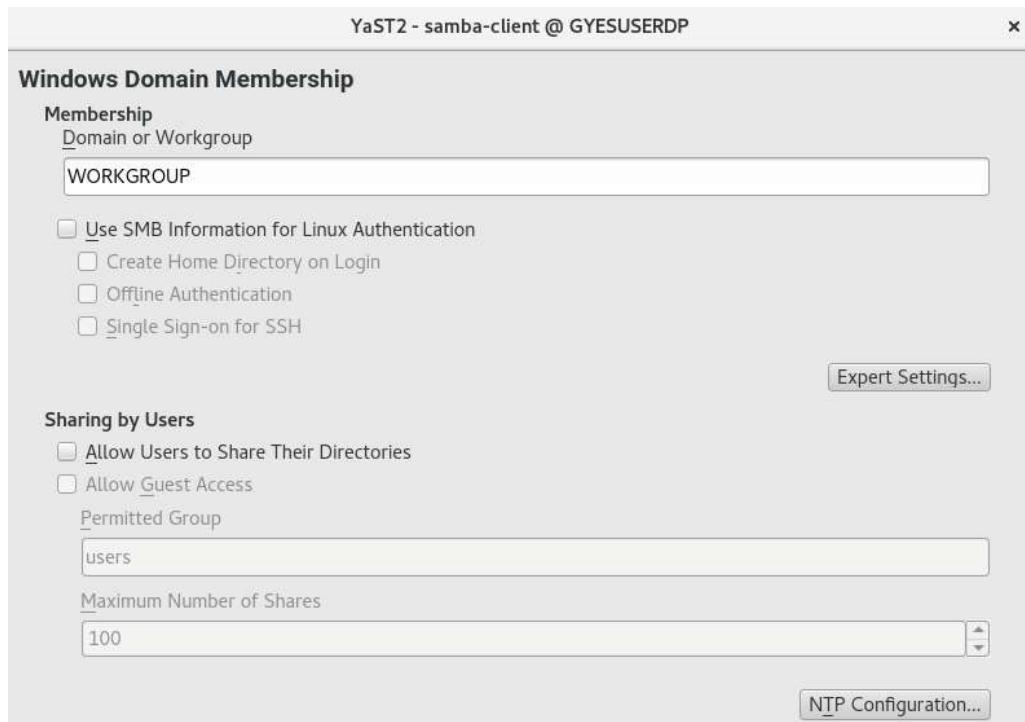 YaST2 - samba-client @ GYESUSERDP
Windows Domain Membership
Membership
Domain or Workgroup
WORKGROUP
Use SMB Information for Linux Authentication
Create Home Directory on Login
Offline Authentication
Single Sign-on for SSH
Expert Settings...
Sharing by Users
Allow Users to Share Their Directories
Allow Guest Access
Permitted Group
users
Maximum Number of Shares
100
NTP Configuration...